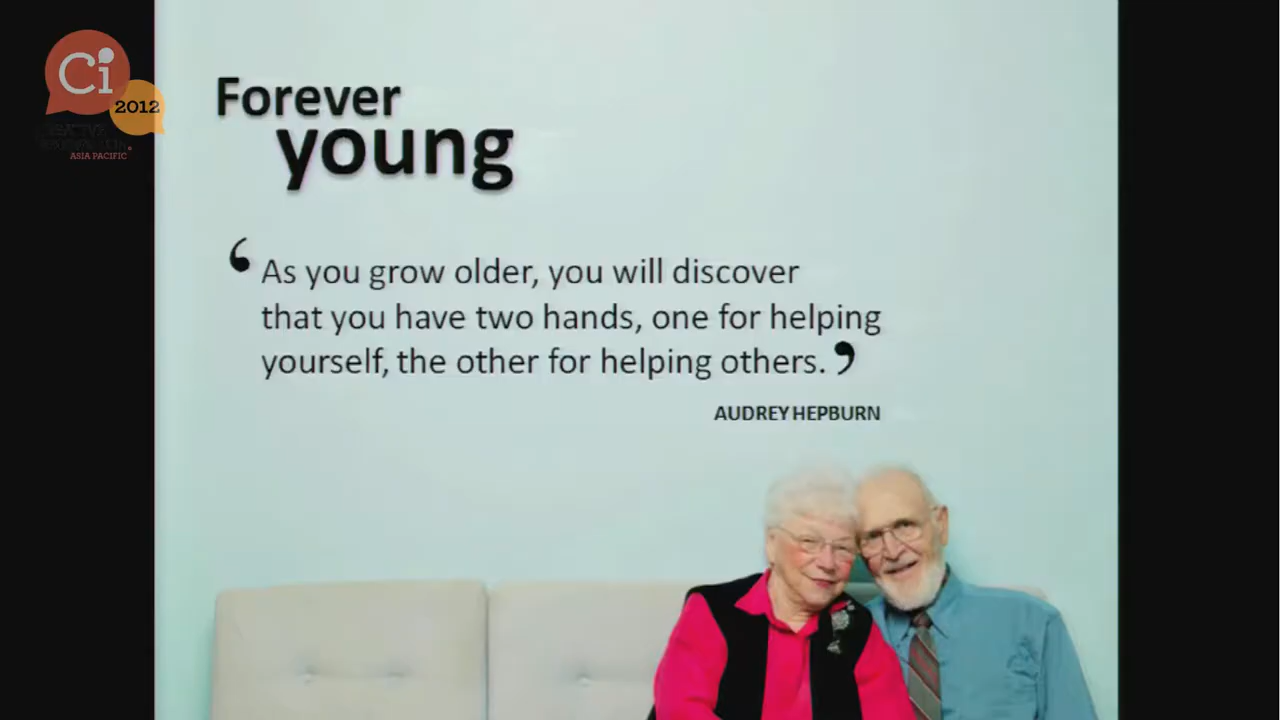 Ci
2012
ASIA PACIFIC
Forever
young
‘ As you grow older, you will discover
that you have two hands, one for helping
yourself, the other for helping others. ’
AUDREY HEPBURN